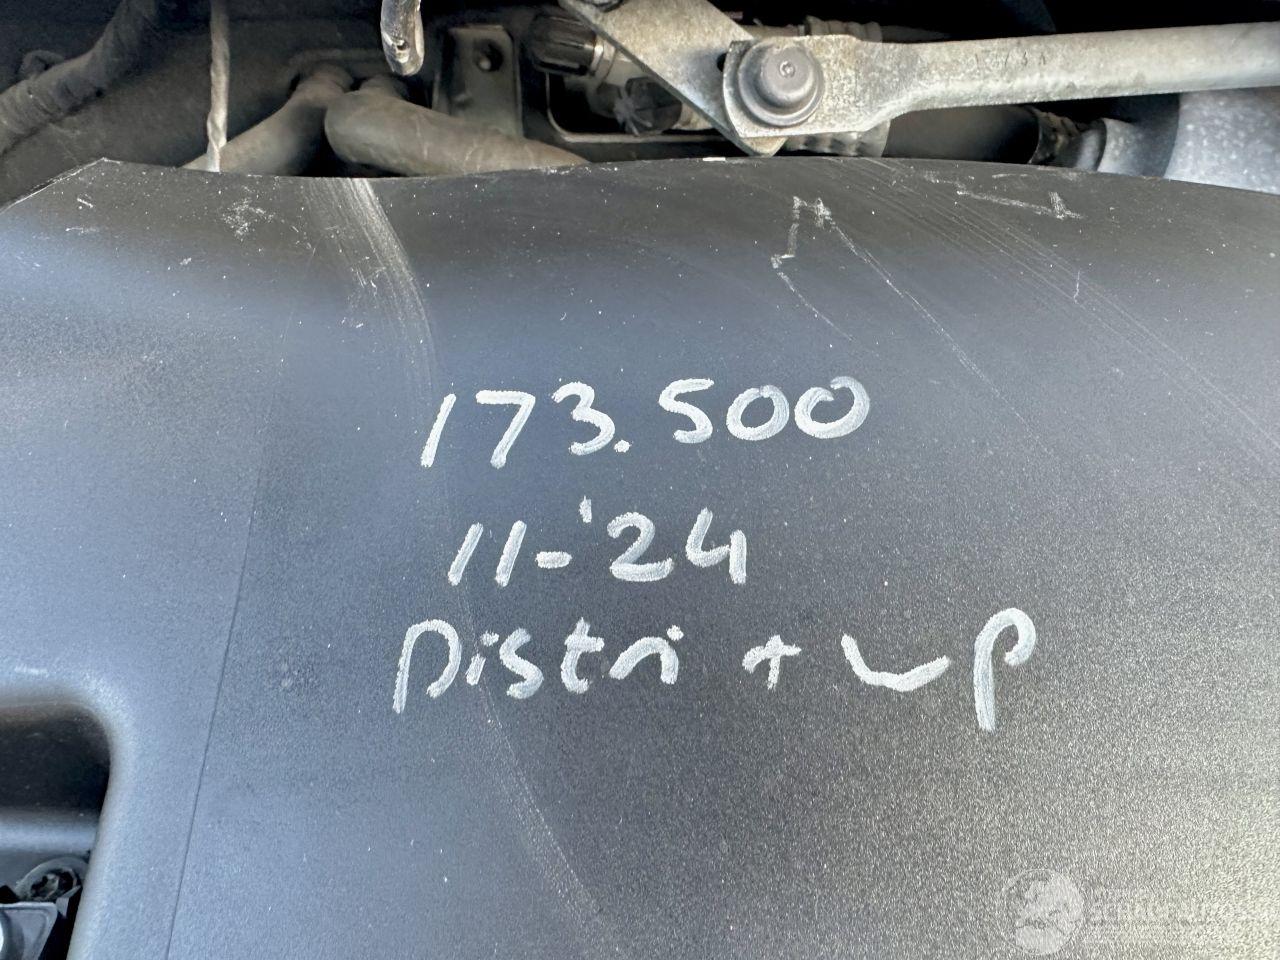 173.500
11-'24
Distri + WP